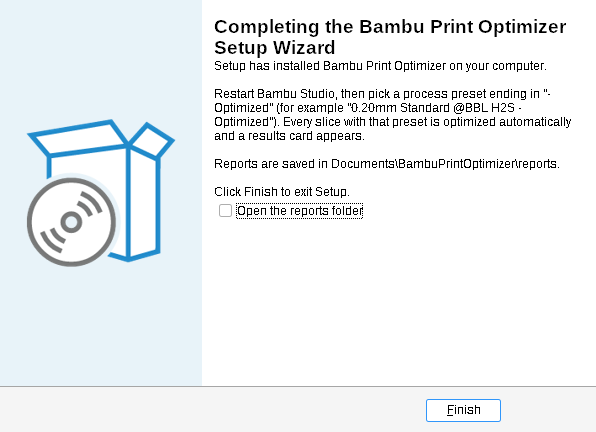 Completing the Bambu Print Optimizer
Setup Wizard
Setup has installed Bambu Print Optimizer on your computer.
Restart Bambu Studio, then pick a process preset ending in "-
Optimized" (for example "0.20mm Standard @BBL H2S -
Optimized"). Every slice with that preset is optimized automatically
and a results card appears.
Reports are saved in Documents\BambuPrintOptimizer\reports.
Click Finish to exit Setup.
Open the reports folder
Finish